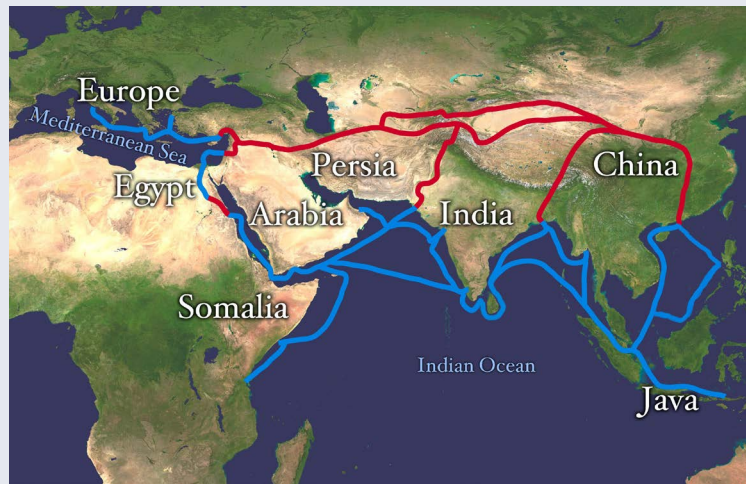 Europe
Mediterranean Sea
Egypt
Arabia
Persia
India
China
Somalia
Indian Ocean
Java